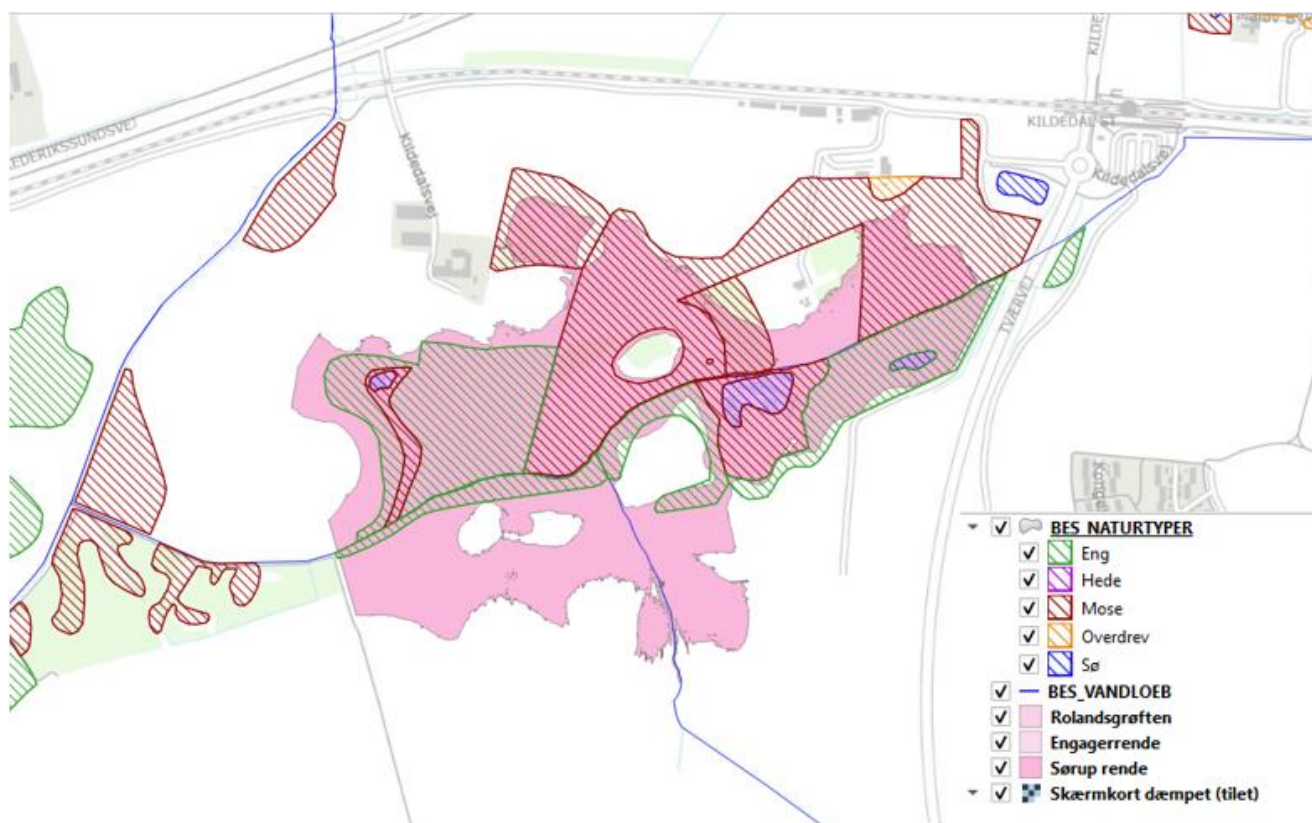 KILDEDAL ST
Kildedalsvej
Kildedalsvej
TVÆRVEJ
BES_NATURTYPER
Eng
Hede
Mose
Overdrev
Sø
BES_VANDLOEB
Rolandsgrøften
Engagerrende
Sørup rende
Skærmkort dæmpet (tilet)